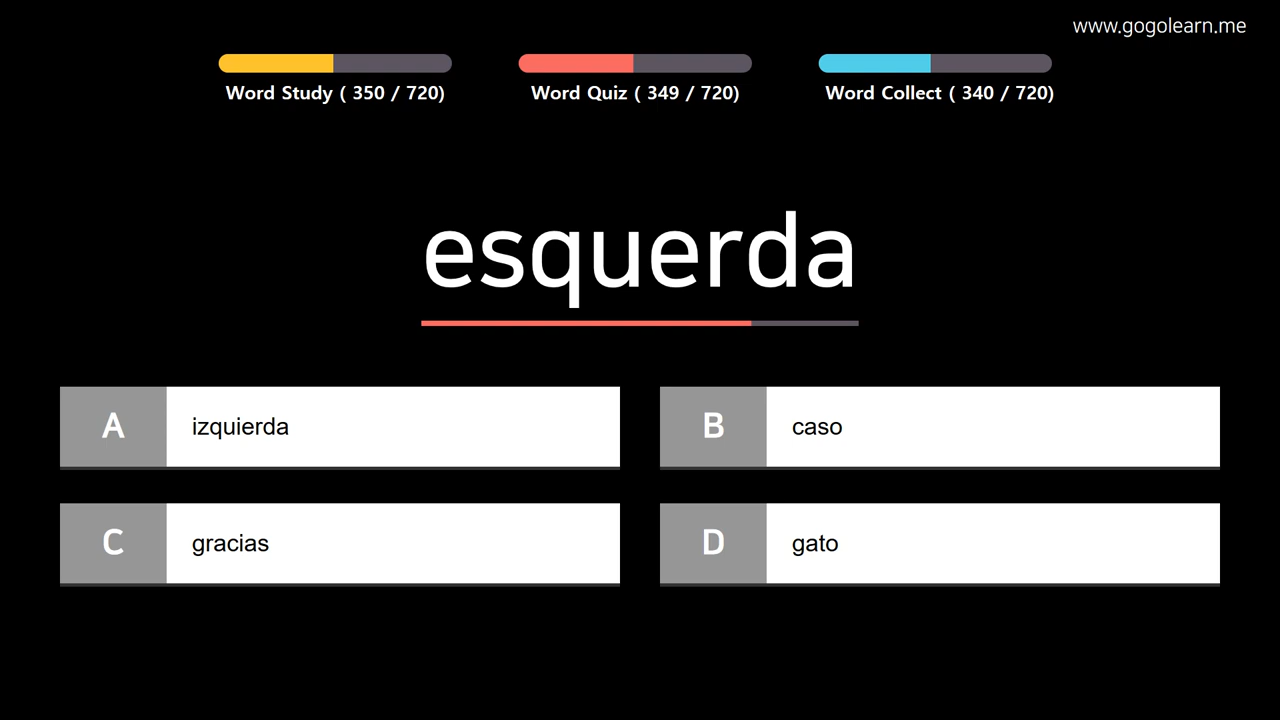 www.gogolearn.me
Word Study ( 350 / 720)
Word Quiz ( 349 / 720)
Word Collect ( 340 / 720)
esquerda
A izquierda
B caso
C gracias
D gato